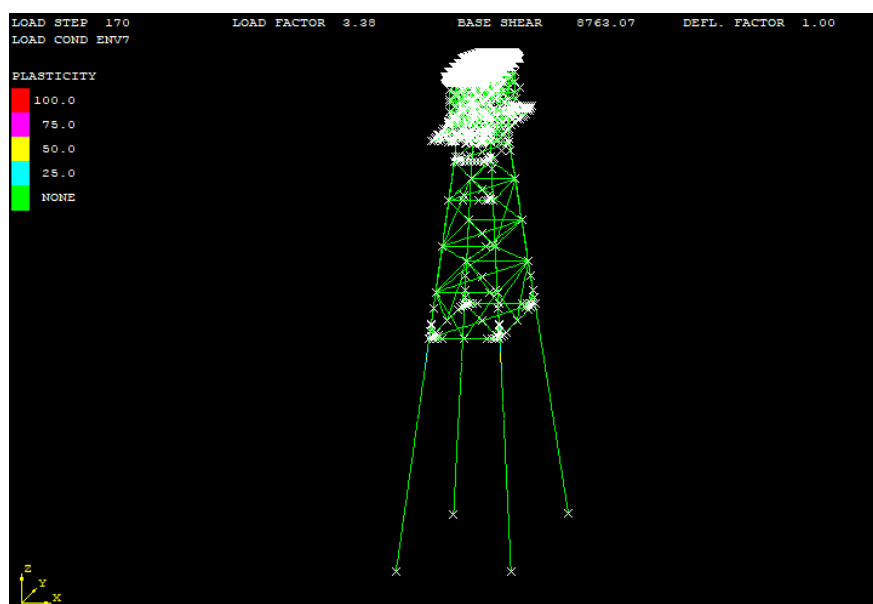 LOAD STEP 170 LOAD FACTOR 3.38 BASE SHEAR 8763.07 DEFL. FACTOR 1.00
LOAD COND ENV7
PLASTICITY
100.0
75.0
50.0
25.0
NONE
Z
Y
X